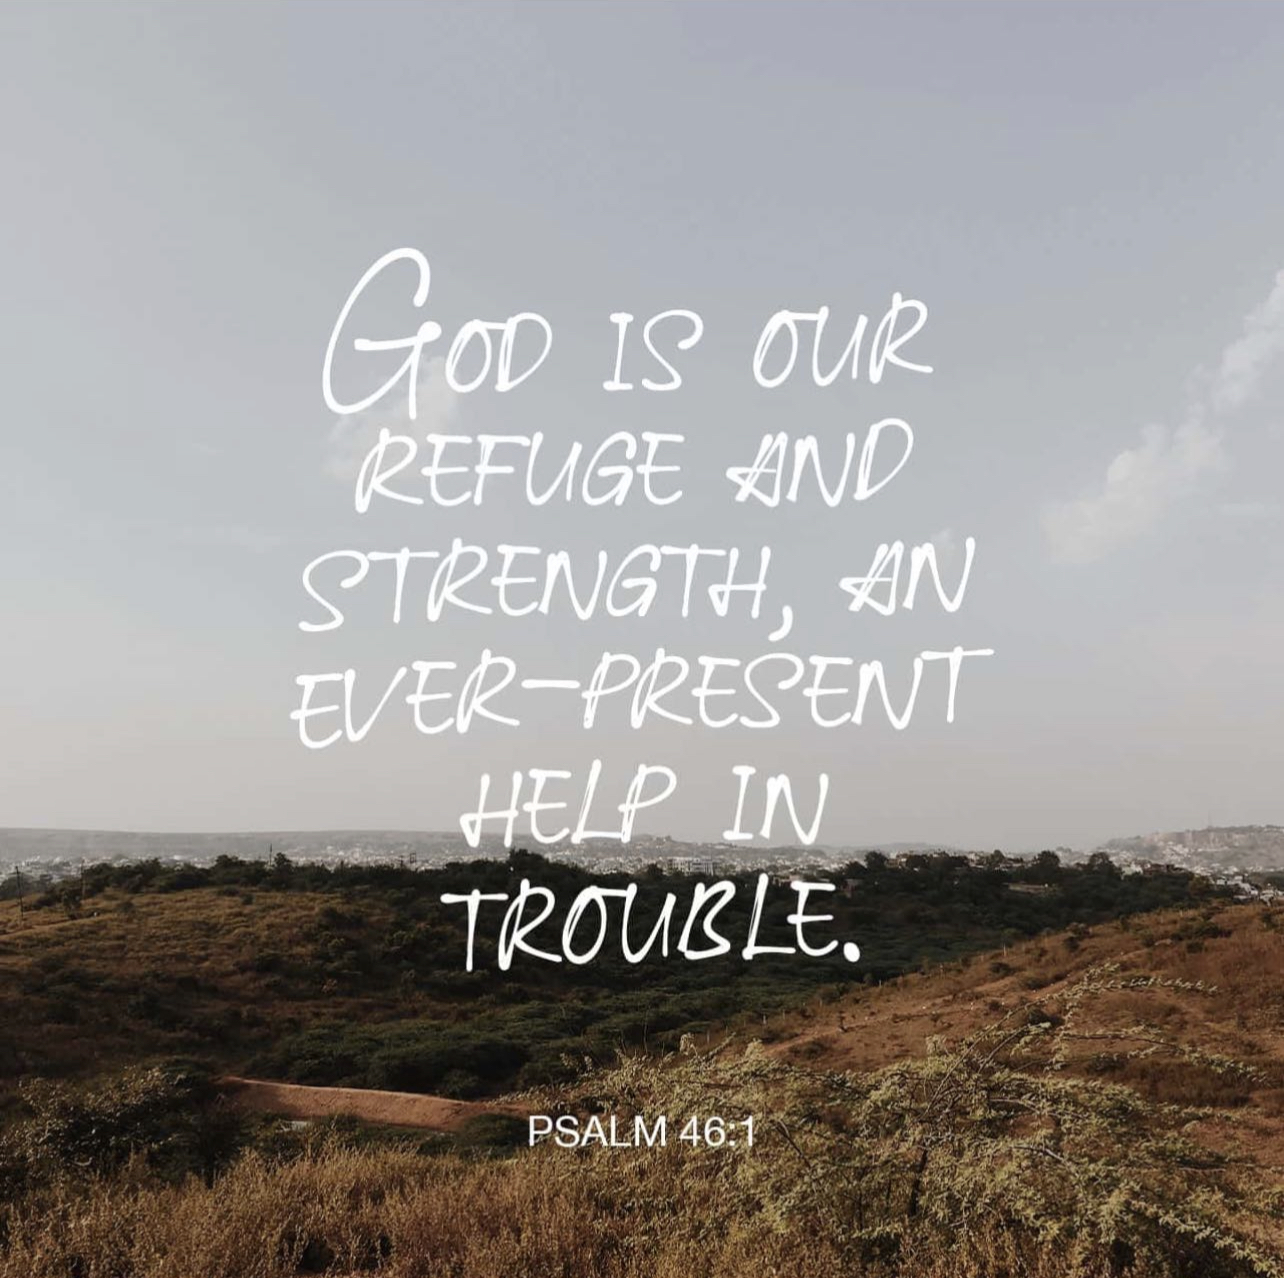 God is our
refuge and
strength, an
ever-present
help in
trouble.
PSALM 46:1